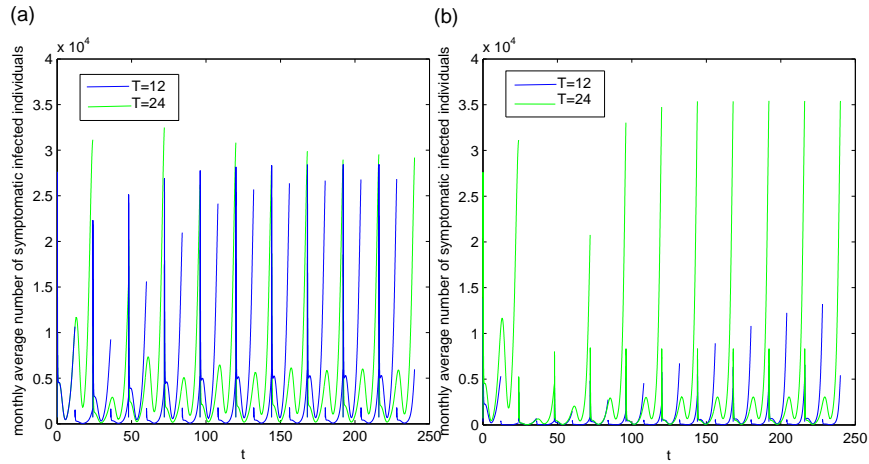 (a)
x 10^4
monthly average number of symptomatic infected individuals
4
3.5
3
2.5
2
1.5
1
0.5
0
T=12
T=24
0 50 100 150 200 250
t
(b)
x 10^4
monthly average number of symptomatic infected individuals
4
3.5
3
2.5
2
1.5
1
0.5
0
T=12
T=24
0 50 100 150 200 250
t